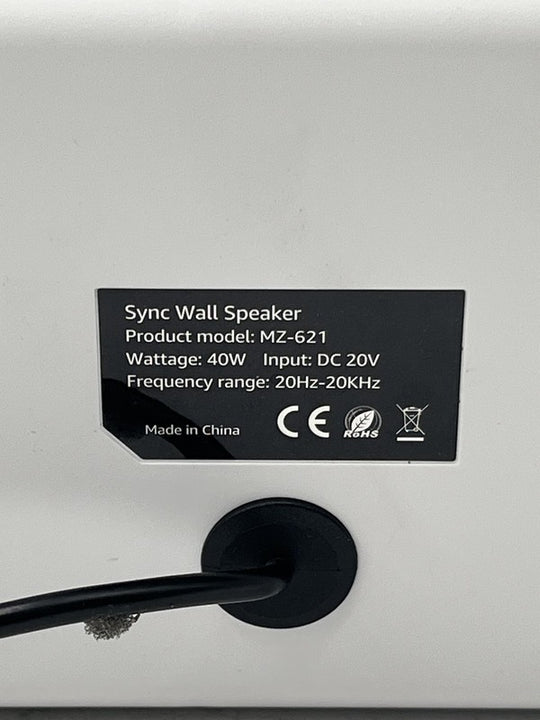 Sync Wall Speaker
Product model: MZ-621
Wattage: 40W Input: DC 20V
Frequency range: 20Hz-20KHz
Made in China CE RoHS